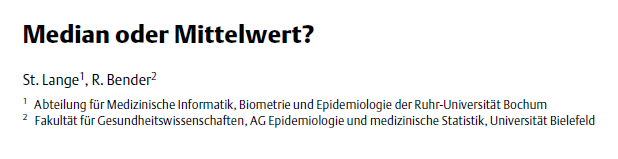 Median oder Mittelwert?
St. Lange¹, R. Bender²
¹ Abteilung für Medizinische Informatik, Biometrie und Epidemiologie der Ruhr-Universität Bochum
² Fakultät für Gesundheitswissenschaften, AG Epidemiologie und medizinische Statistik, Universität Bielefeld